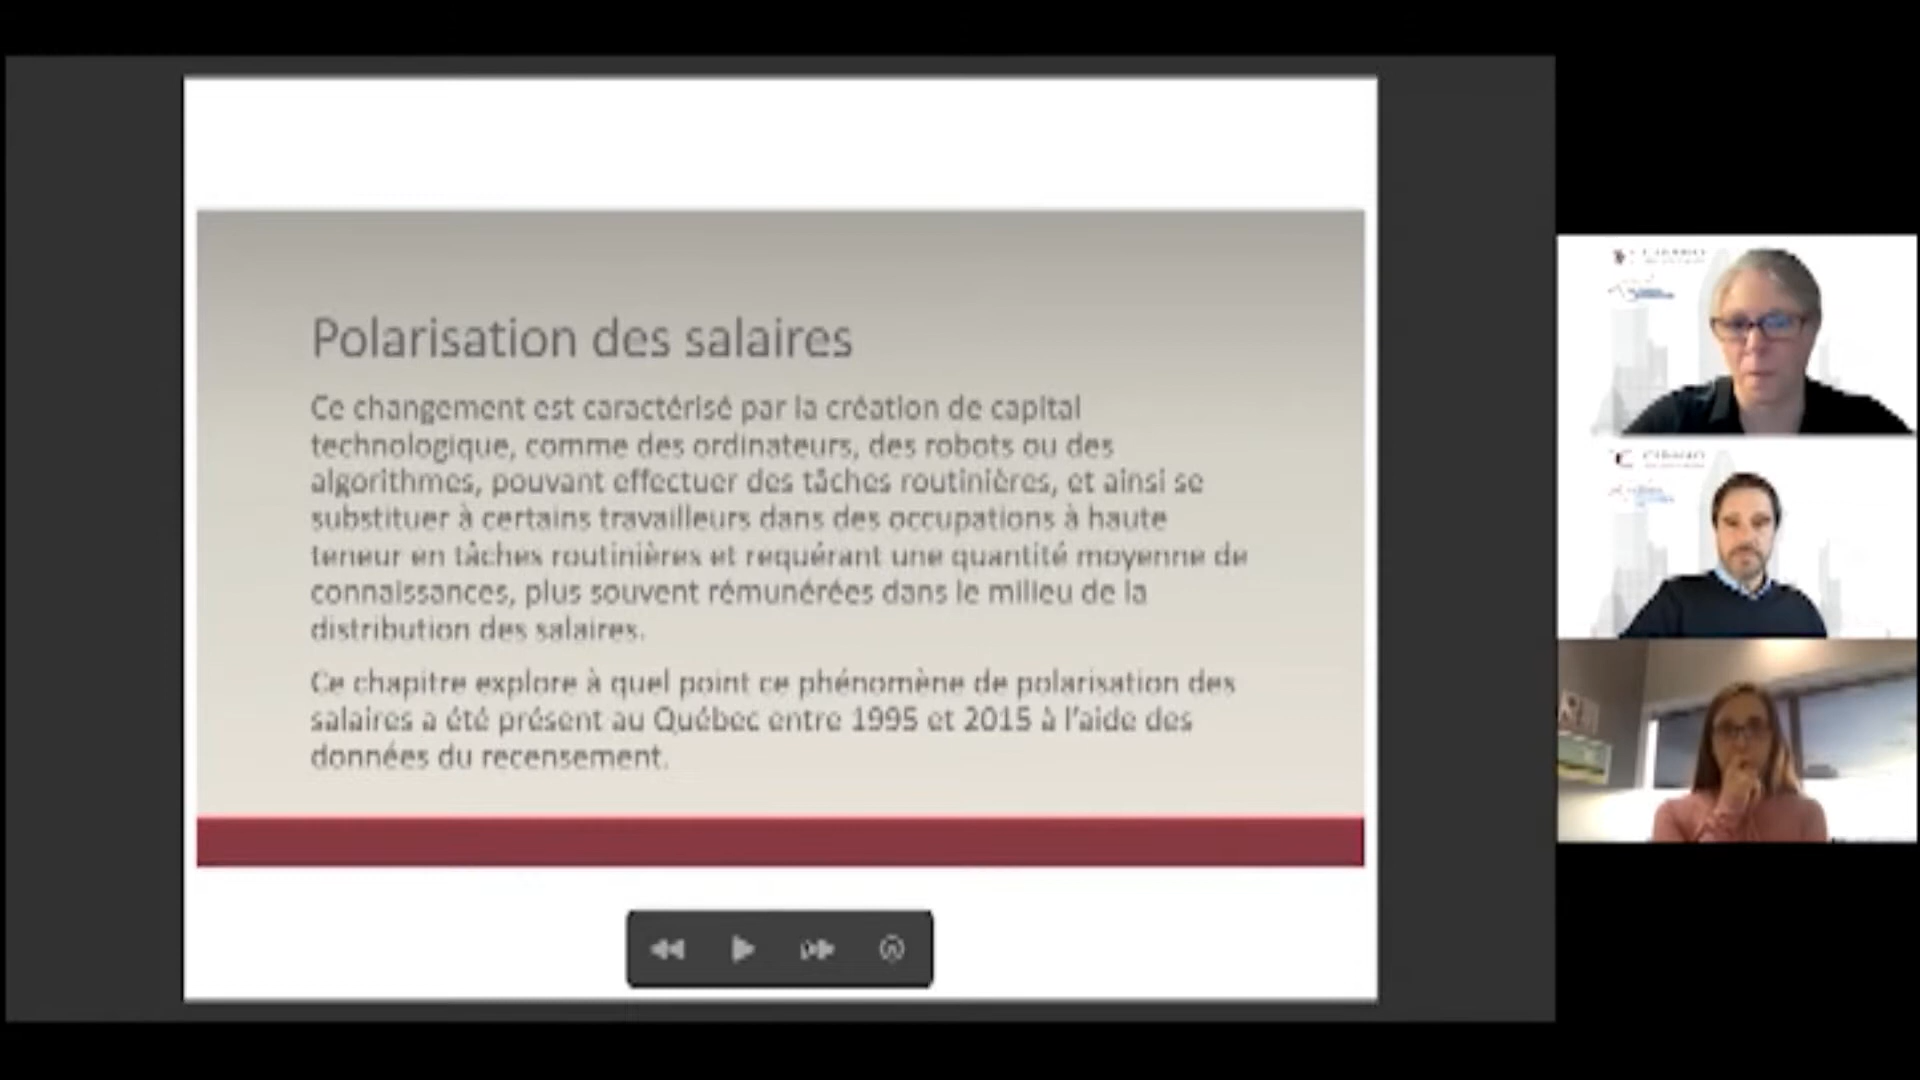 Polarisation des salaires
Ce changement est caractérisé par la création de capital
technologique, comme des ordinateurs, des robots ou des
algorithmes, pouvant effectuer des tâches routinières, et ainsi se
substituer à certains travailleurs dans des occupations à haute
teneur en tâches routinières et requérant une quantité moyenne de
connaissances, plus souvent rémunérées dans le milieu de la
distribution des salaires.
Ce chapitre explore à quel point ce phénomène de polarisation des
salaires a été présent au Québec entre 1995 et 2015 à l'aide des
données du recensement.